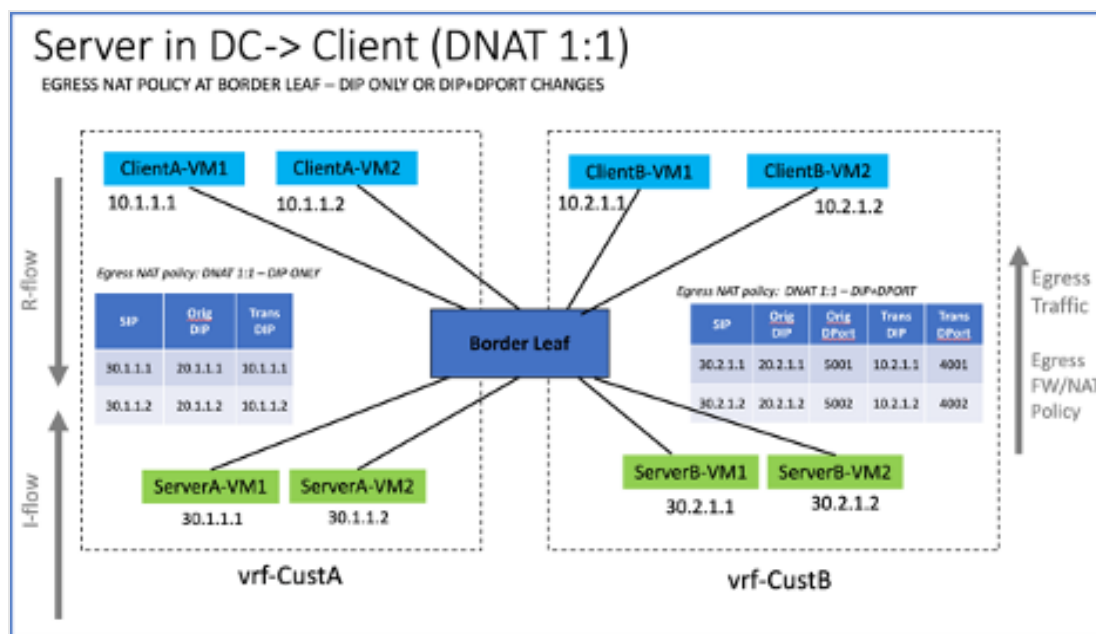 Server in DC-> Client (DNAT 1:1)
EGRESS NAT POLICY AT BORDER LEAF – DIP ONLY OR DIP+DPORT CHANGES
ClientA-VM1
ClientA-VM2
10.1.1.1
10.1.1.2
ClientB-VM1
ClientB-VM2
10.2.1.1
10.2.1.2
R-flow
I-flow
Egress NAT policy: DNAT 1:1 – DIP ONLY
SIP Orig DIP Trans DIP
30.1.1.1 20.1.1.1 10.1.1.1
30.1.1.2 20.1.1.2 10.1.1.2
Border Leaf
Egress NAT policy: DNAT 1:1 – DIP+DPORT
SIP Orig DIP Orig DPort Trans DIP Trans DPort
30.2.1.1 20.2.1.1 5001 10.2.1.1 4001
30.2.1.2 20.2.1.2 5002 10.2.1.2 4002
Egress
Traffic
Egress
FW/NAT
Policy
ServerA-VM1
ServerA-VM2
30.1.1.1
30.1.1.2
ServerB-VM1
ServerB-VM2
30.2.1.1
30.2.1.2
vrf-CustA
vrf-CustB